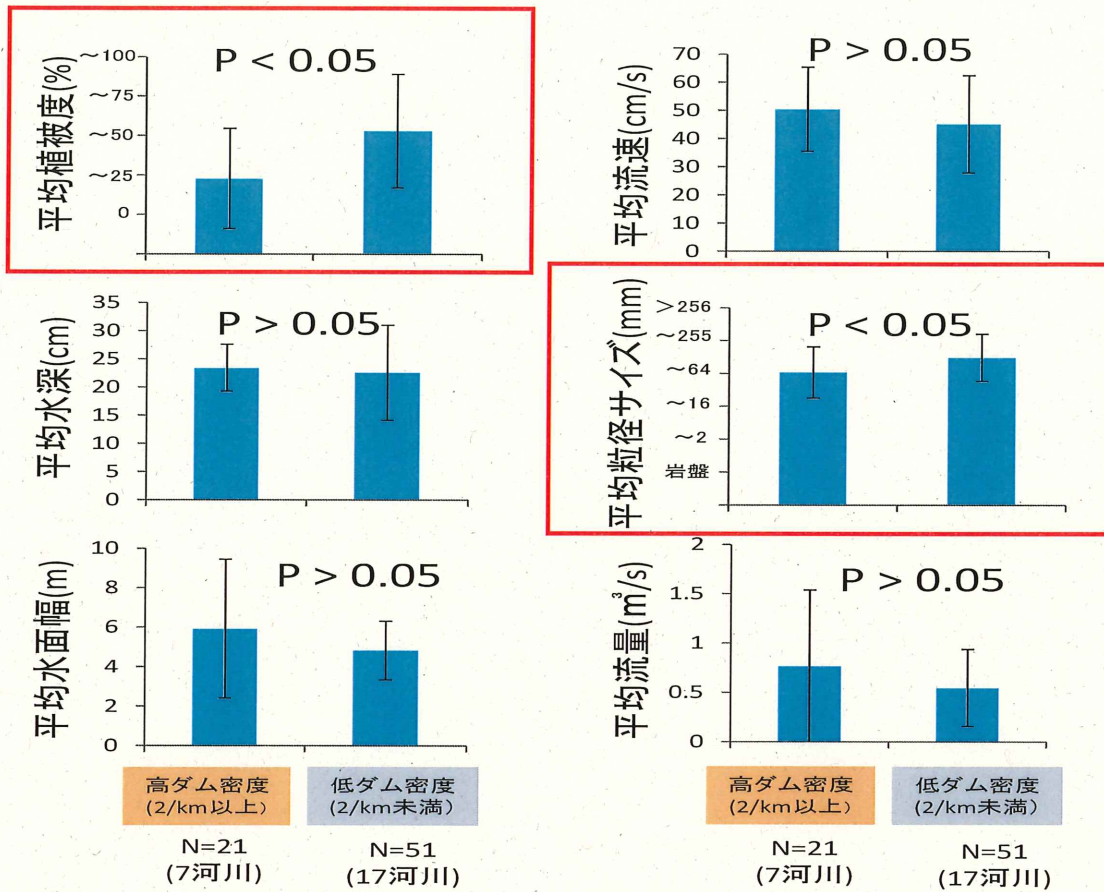 平均植被度(%)
~100
~75
~50
~25
0
P < 0.05
平均流速(cm/s)
70
60
50
40
30
20
10
0
P > 0.05
平均水深(cm)
35
30
25
20
15
10
5
0
P > 0.05
平均粒径サイズ(mm)
>256
~255
~64
~16
~2
岩盤
P < 0.05
平均水面幅(m)
10
8
6
4
2
0
P > 0.05
平均流量(m³/s)
2
1.5
1
0.5
0
P > 0.05
高ダム密度
(2/km以上)
低ダム密度
(2/km未満)
高ダム密度
(2/km以上)
低ダム密度
(2/km未満)
N=21
(7河川)
N=51
(17河川)
N=21
(7河川)
N=51
(17河川)